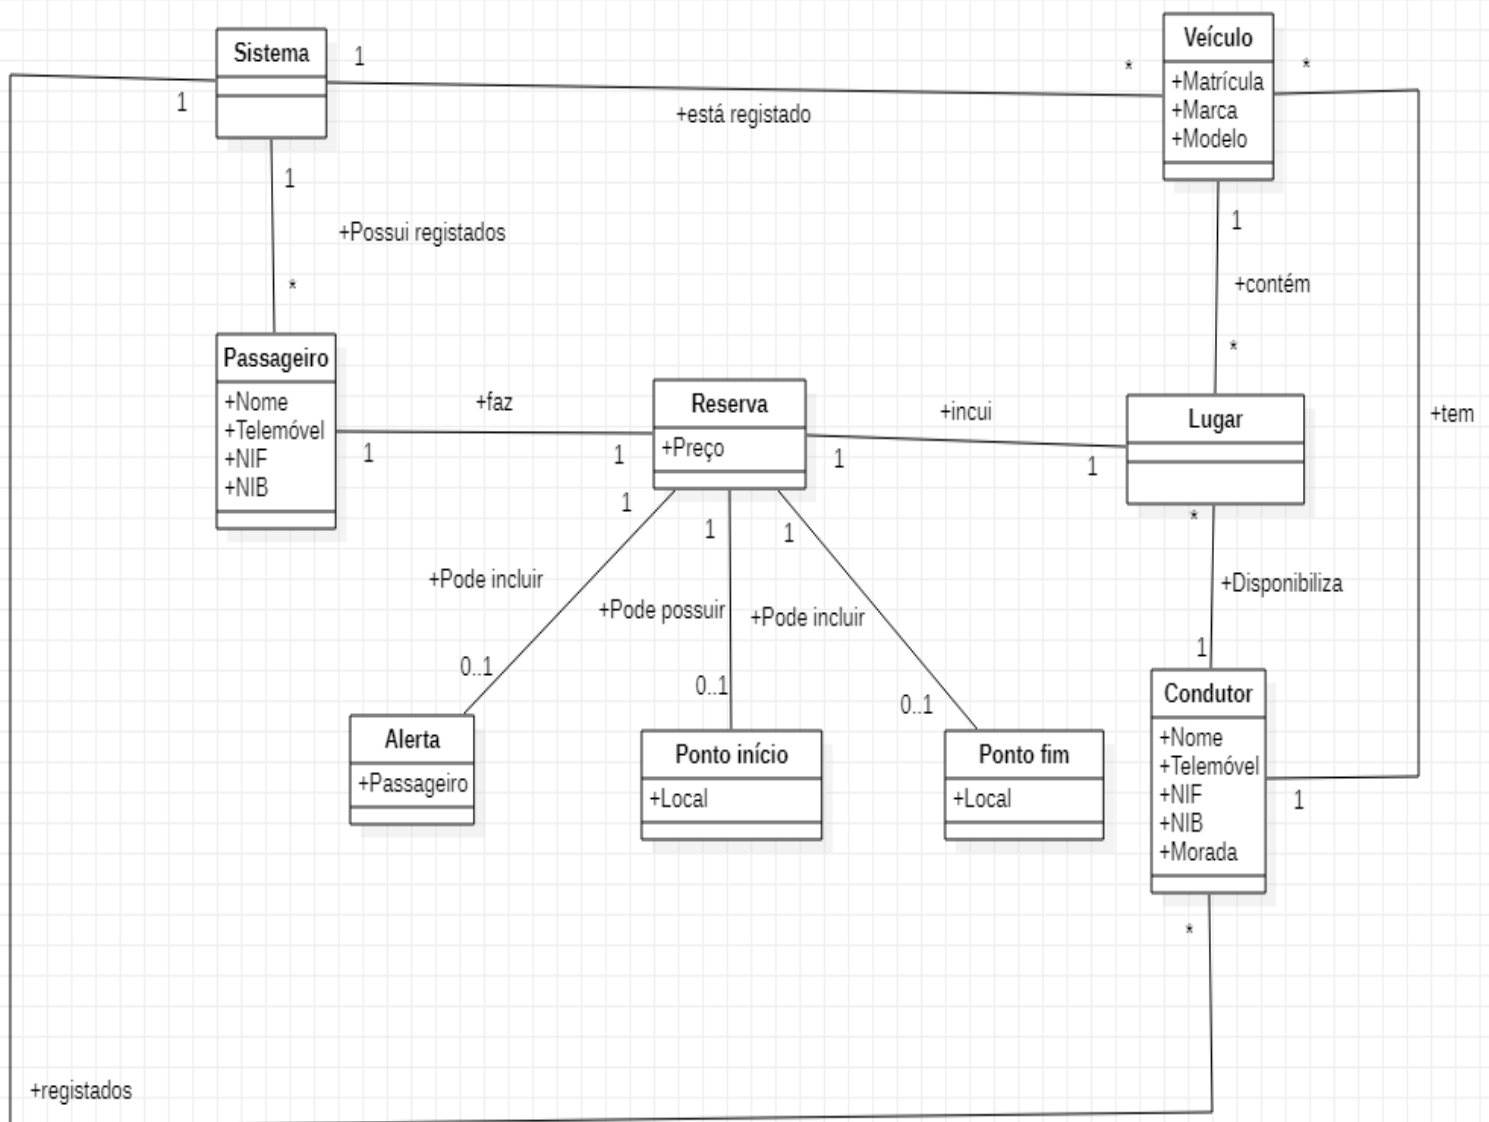 Sistema
1
1
+está registado
*
Veículo
+Matrícula
+Marca
+Modelo
*
1
+Possui registados
*
1
+contém
*
Passageiro
+Nome
+Telemóvel
+NIF
+NIB
+faz
1
1
Reserva
+Preço
+incui
1
1
Lugar
+tem
1
1
1
*
+Pode incluir
+Pode possuir
+Pode incluir
+Disponibiliza
0..1
0..1
0..1
1
Alerta
+Passageiro
Ponto início
+Local
Ponto fim
+Local
Condutor
+Nome
+Telemóvel
+NIF
+NIB
+Morada
1
*
+registados